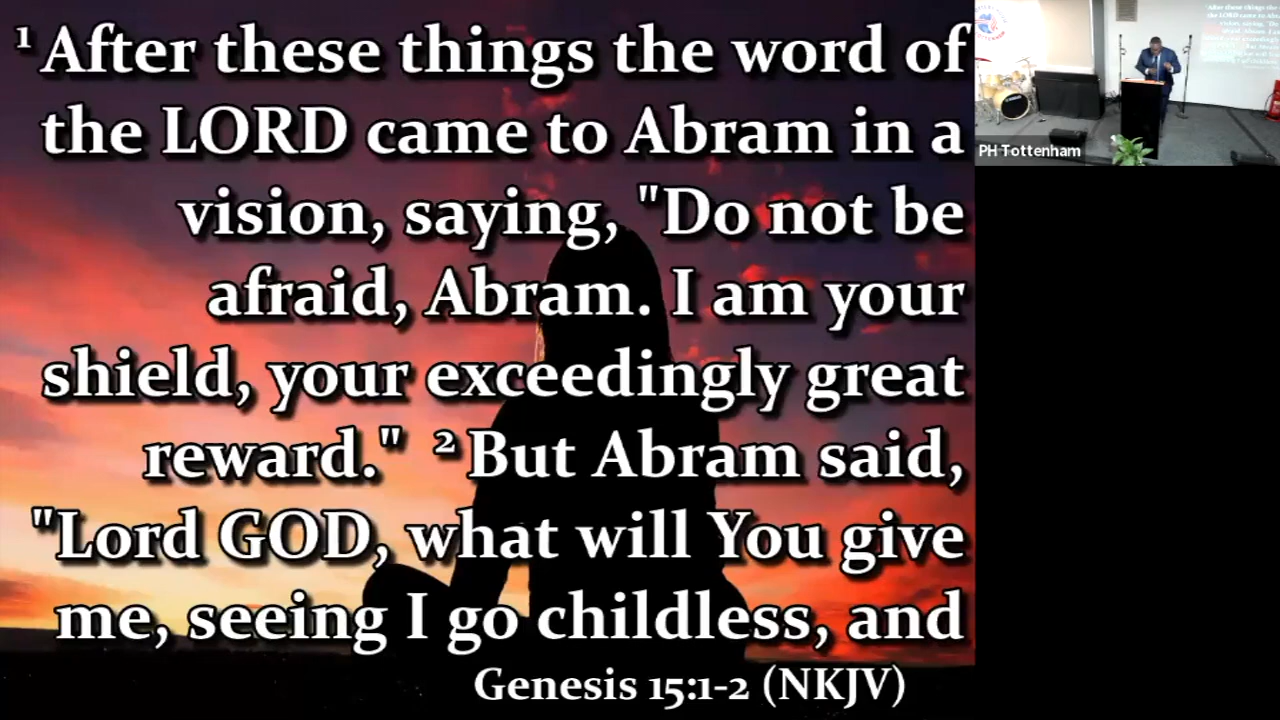 ¹ After these things the word of
the LORD came to Abram in a
vision, saying, "Do not be
afraid, Abram. I am your
shield, your exceedingly great
reward." ² But Abram said,
"Lord GOD, what will You give
me, seeing I go childless, and
Genesis 15:1-2 (NKJV)
PH Tottenham